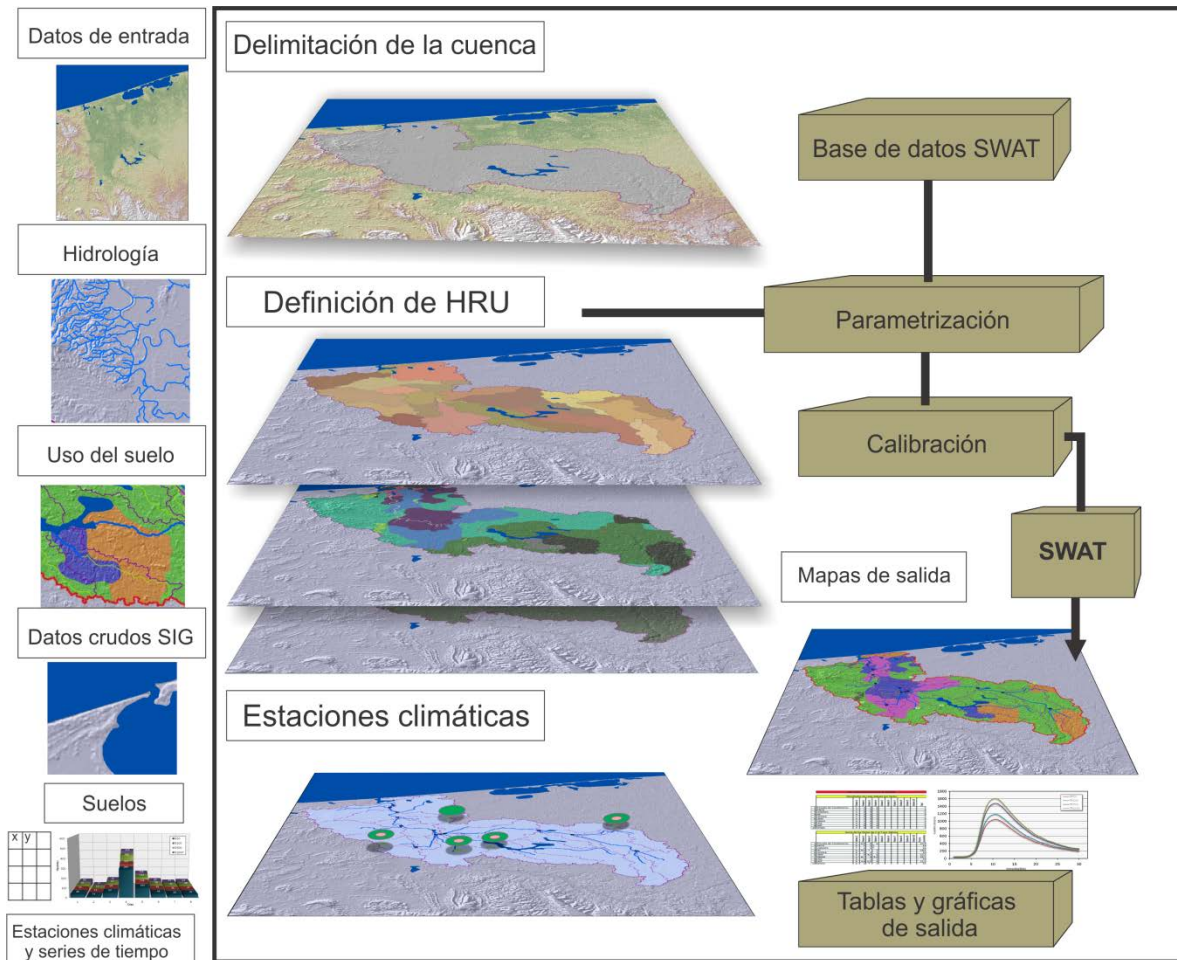 Datos de entrada
Hidrología
Uso del suelo
Datos crudos SIG
Suelos
x y
Estaciones climáticas
y series de tiempo
Delimitación de la cuenca
Definición de HRU
Estaciones climáticas
Base de datos SWAT
Parametrización
Calibración
SWAT
Mapas de salida
Tablas y gráficas
de salida